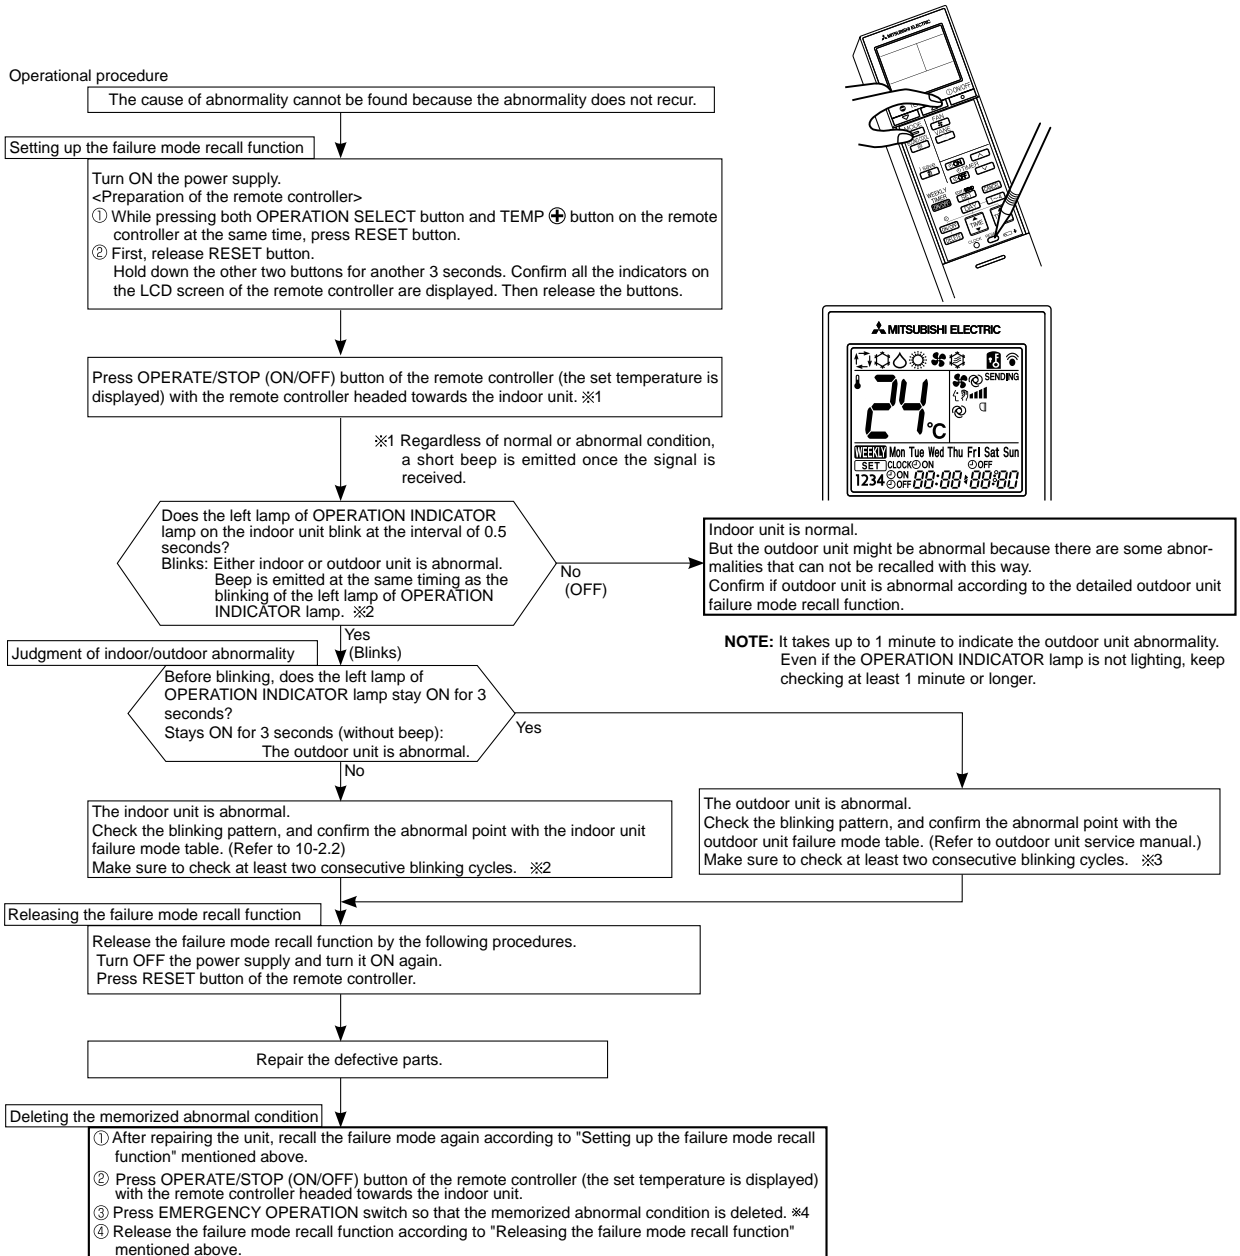 Operational procedure
The cause of abnormality cannot be found because the abnormality does not recur.
Setting up the failure mode recall function
Turn ON the power supply.
<Preparation of the remote controller>
① While pressing both OPERATION SELECT button and TEMP ⊕ button on the remote
controller at the same time, press RESET button.
② First, release RESET button.
Hold down the other two buttons for another 3 seconds. Confirm all the indicators on
the LCD screen of the remote controller are displayed. Then release the buttons.
MITSUBISHI ELECTRIC
ON/OFF
MODE
FAN
VANE
WEEKLY
TIMER
TIME
CLOCK
MITSUBISHI ELECTRIC
SENDING
24°C
WEEKLY Mon Tue Wed Thu Fri Sat Sun
SET CLOCK ON OFF
1234 ON OFF 88:88 88:80
Press OPERATE/STOP (ON/OFF) button of the remote controller (the set temperature is
displayed) with the remote controller headed towards the indoor unit. ※1
※1 Regardless of normal or abnormal condition,
a short beep is emitted once the signal is
received.
Does the left lamp of OPERATION INDICATOR
lamp on the indoor unit blink at the interval of 0.5
seconds?
Blinks: Either indoor or outdoor unit is abnormal.
Beep is emitted at the same timing as the
blinking of the left lamp of OPERATION
INDICATOR lamp. ※2
No
(OFF)
Indoor unit is normal.
But the outdoor unit might be abnormal because there are some abnor-
malities that can not be recalled with this way.
Confirm if outdoor unit is abnormal according to the detailed outdoor unit
failure mode recall function.
NOTE: It takes up to 1 minute to indicate the outdoor unit abnormality.
Even if the OPERATION INDICATOR lamp is not lighting, keep
checking at least 1 minute or longer.
Yes
(Blinks)
Judgment of indoor/outdoor abnormality
Before blinking, does the left lamp of
OPERATION INDICATOR lamp stay ON for 3
seconds?
Stays ON for 3 seconds (without beep):
The outdoor unit is abnormal.
Yes
No
The indoor unit is abnormal.
Check the blinking pattern, and confirm the abnormal point with the indoor unit
failure mode table. (Refer to 10-2.2)
Make sure to check at least two consecutive blinking cycles. ※2
The outdoor unit is abnormal.
Check the blinking pattern, and confirm the abnormal point with the
outdoor unit failure mode table. (Refer to outdoor unit service manual.)
Make sure to check at least two consecutive blinking cycles. ※3
Releasing the failure mode recall function
Release the failure mode recall function by the following procedures.
Turn OFF the power supply and turn it ON again.
Press RESET button of the remote controller.
Repair the defective parts.
Deleting the memorized abnormal condition
① After repairing the unit, recall the failure mode again according to "Setting up the failure mode recall
function" mentioned above.
② Press OPERATE/STOP (ON/OFF) button of the remote controller (the set temperature is displayed)
with the remote controller headed towards the indoor unit.
③ Press EMERGENCY OPERATION switch so that the memorized abnormal condition is deleted. ※4
④ Release the failure mode recall function according to "Releasing the failure mode recall function"
mentioned above.